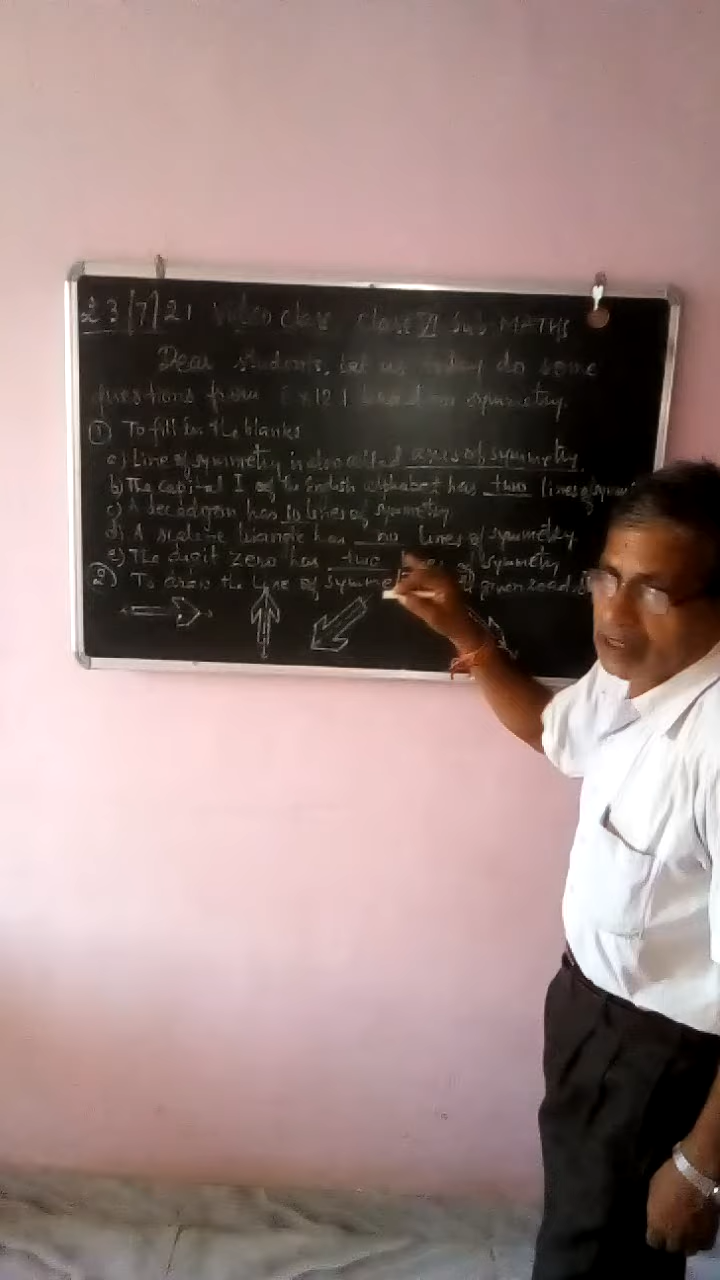 23/7/21 Video class Class VI Sub MATHS
Dear students, Let us today do some
questions from Ex 12.1 based on symmetry.
① To fill in the blanks
a) Line of symmetry is also called axes of symmetry
b) The capital I of the English alphabet has two lines of symm
c) A decadgon has 10 lines of symmetry
d) A scalene triangle has no lines of symmetry
e) The digit zero has two lines of symmetry
② To draw the line of symme given road